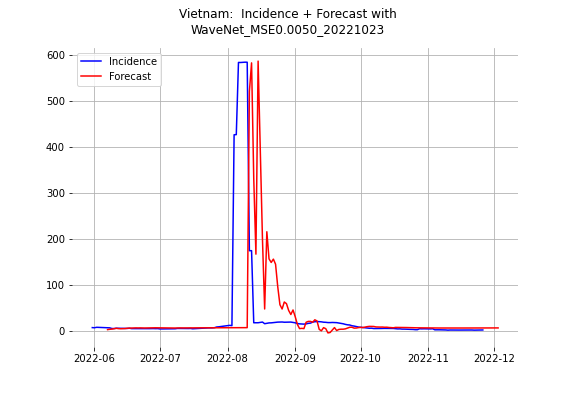 Vietnam:  Incidence + Forecast with
WaveNet_MSE0.0050_20221023
Incidence
Forecast
600
500
400
300
200
100
0
2022-06 2022-07 2022-08 2022-09 2022-10 2022-11 2022-12